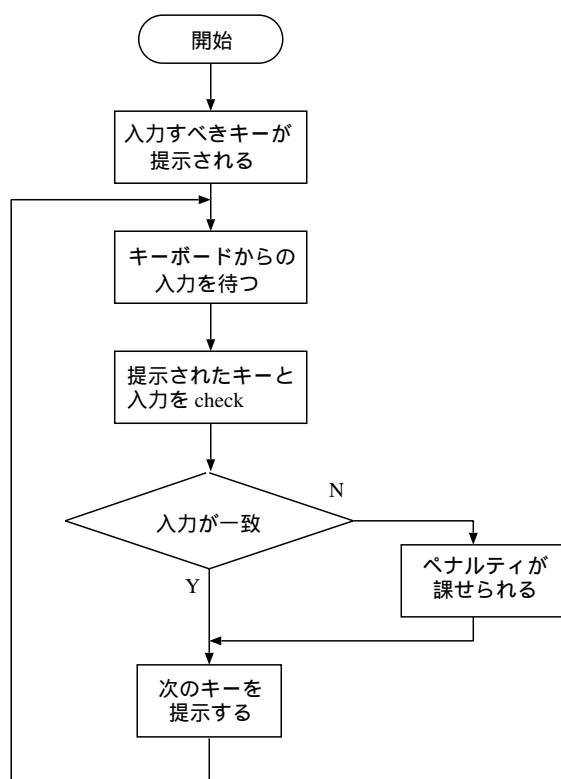 開始
入力すべきキーが
提示される
キーボードからの
入力を待つ
提示されたキーと
入力を check
入力が一致
N
Y
ペナルティが
課せられる
次のキーを
提示する